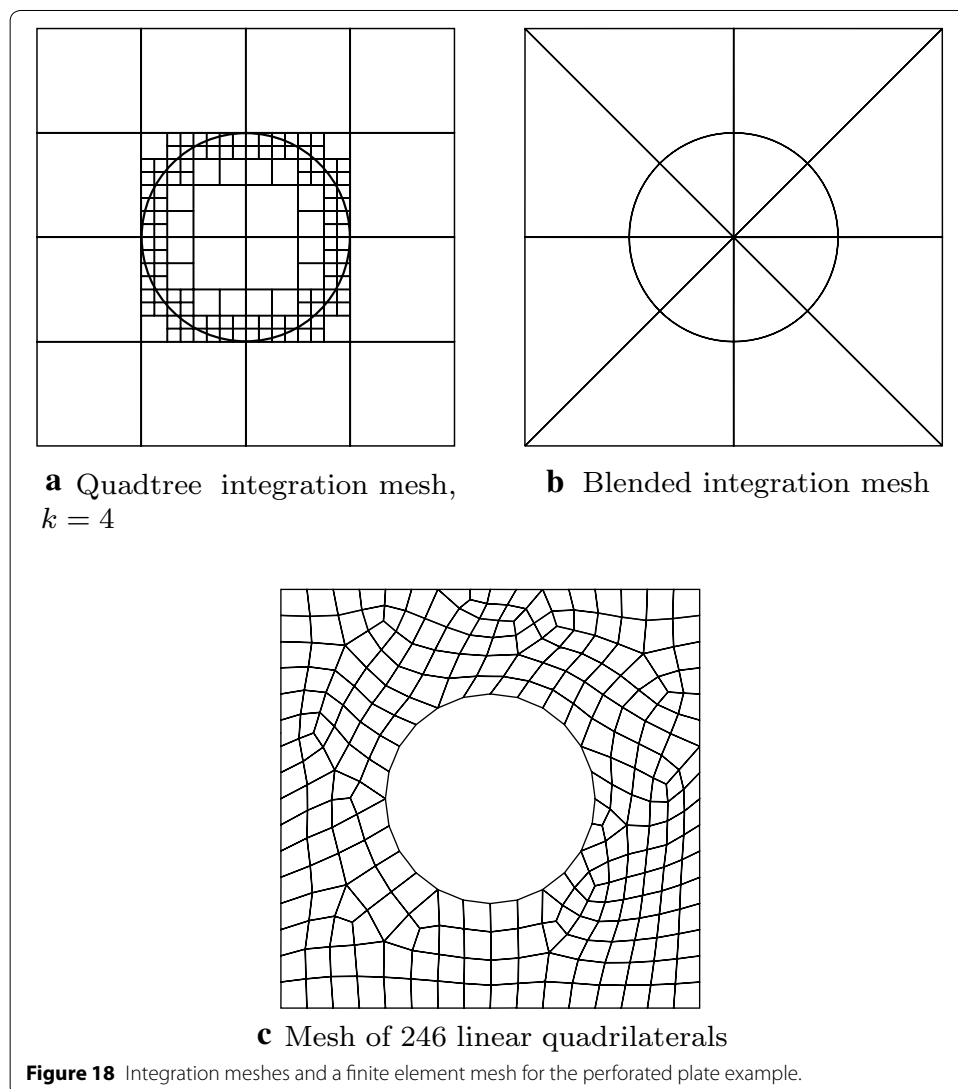 a Quadtree integration mesh,
k = 4
b Blended integration mesh
c Mesh of 246 linear quadrilaterals
Figure 18 Integration meshes and a finite element mesh for the perforated plate example.